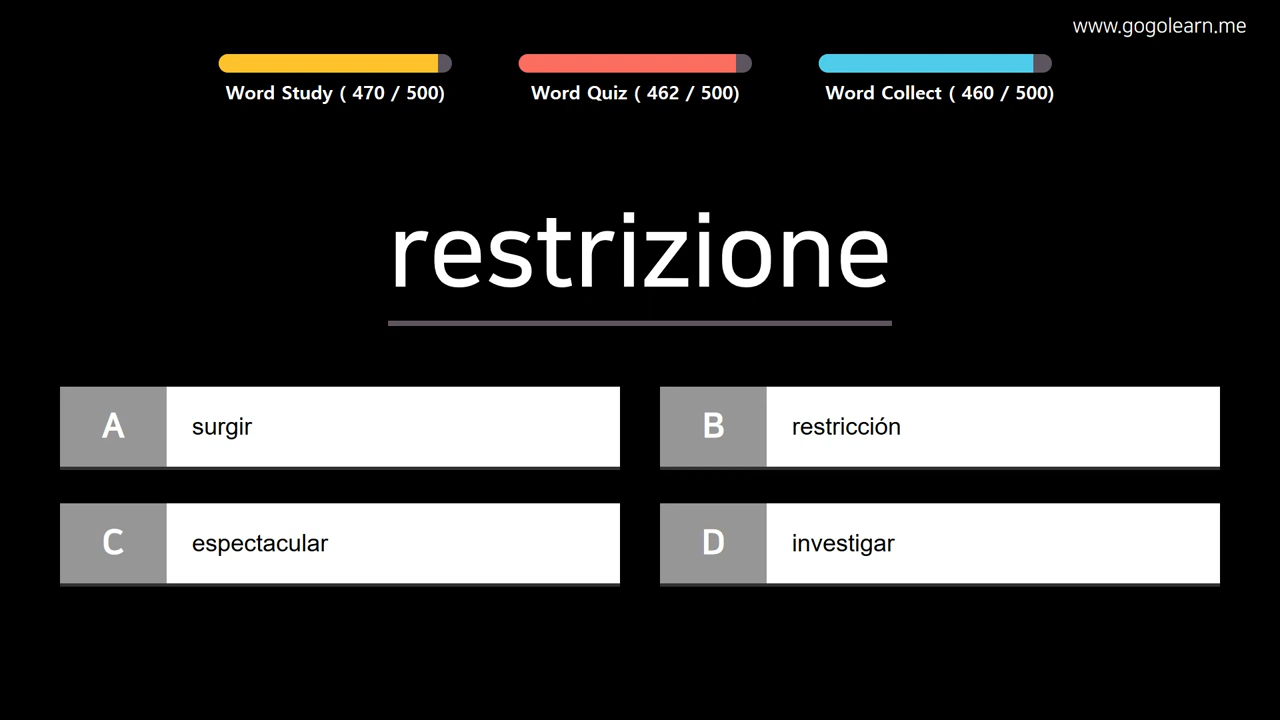 www.gogolearn.me
Word Study ( 470 / 500)
Word Quiz ( 462 / 500)
Word Collect ( 460 / 500)
restrizione
A surgir
B restricción
C espectacular
D investigar